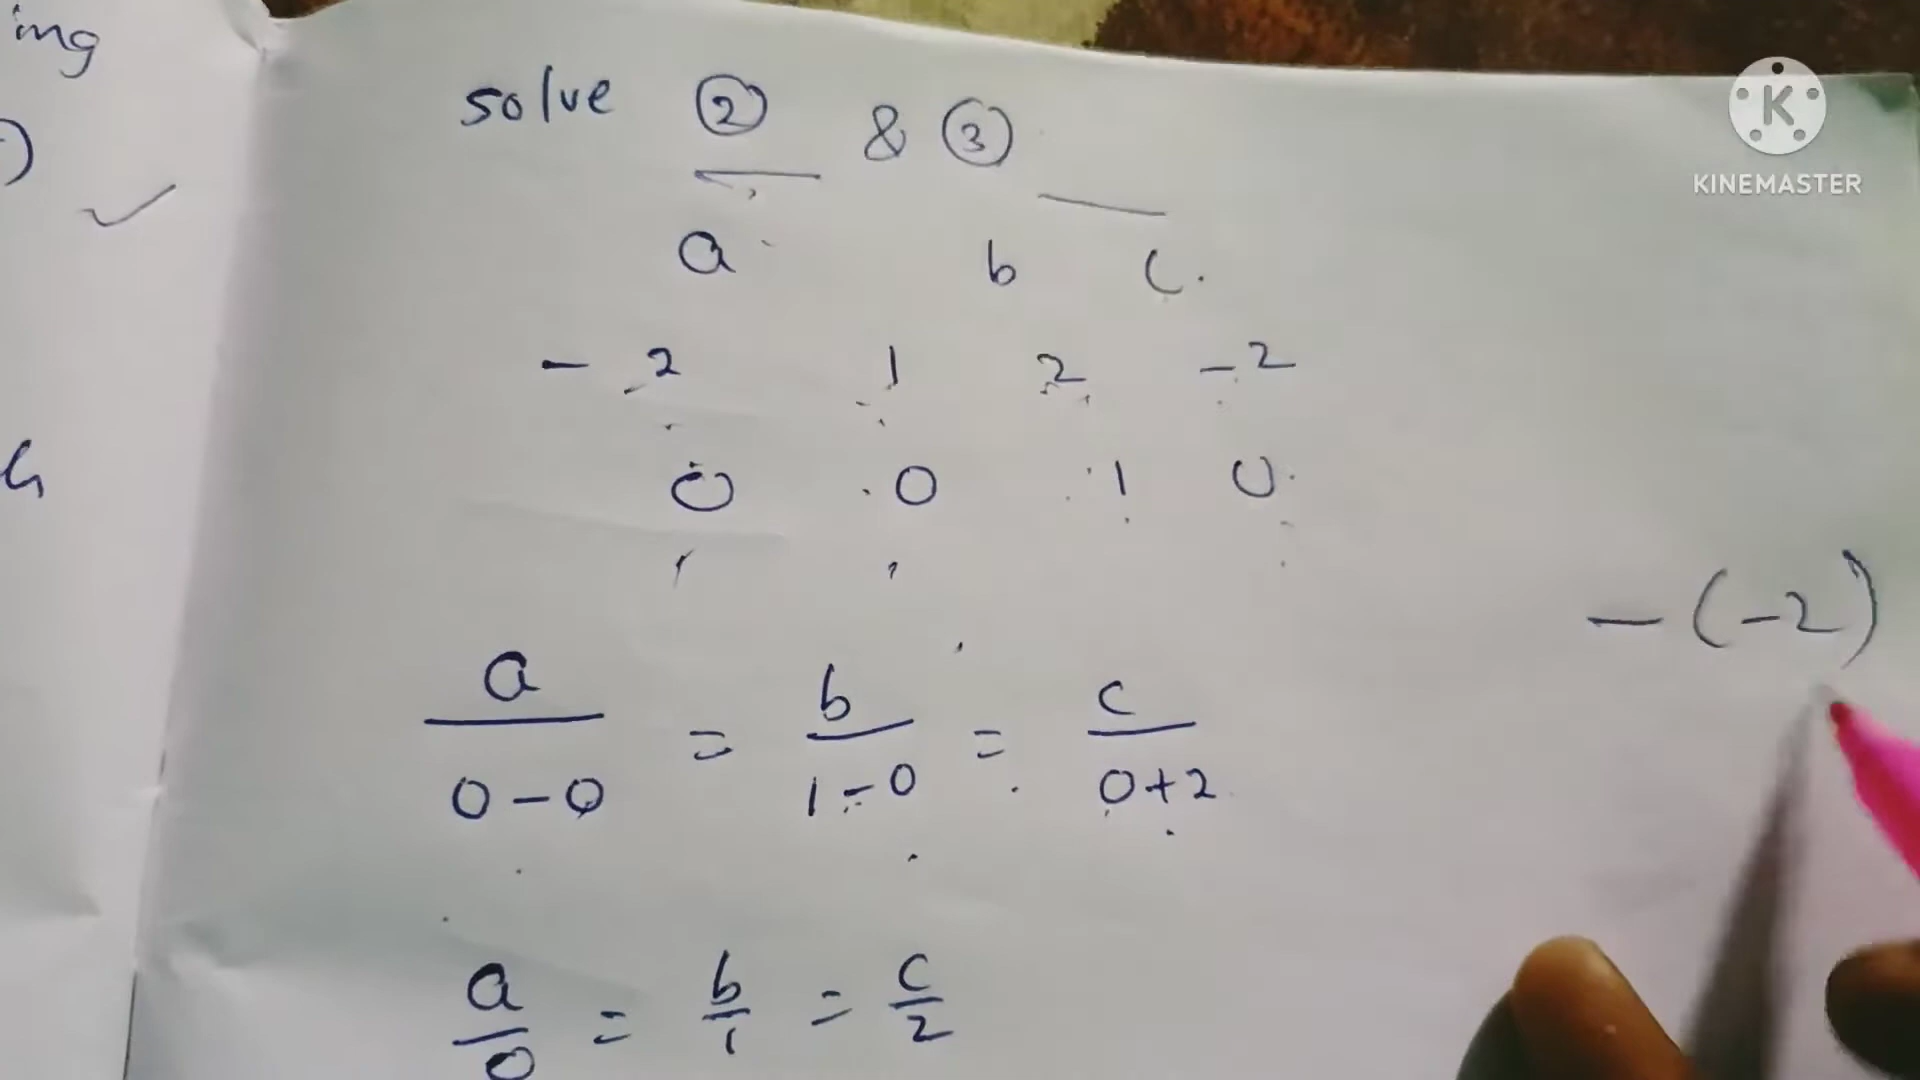 ing
)
h
solve ② & ③
a b c
- 2 1 2 -2
0 0 1 0
- (-2)
a/0-0 = b/1-0 = c/0+2
a/0 = b/1 = c/2
K
KINEMASTER